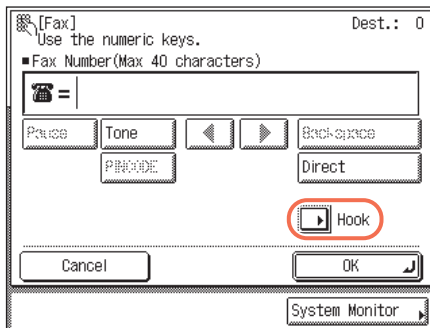 [Fax] Dest.: 0
Use the numeric keys.
■Fax Number(Max 40 characters)
=
Pause Tone Backspace
PINCODE Direct
Hook
Cancel OK
System Monitor